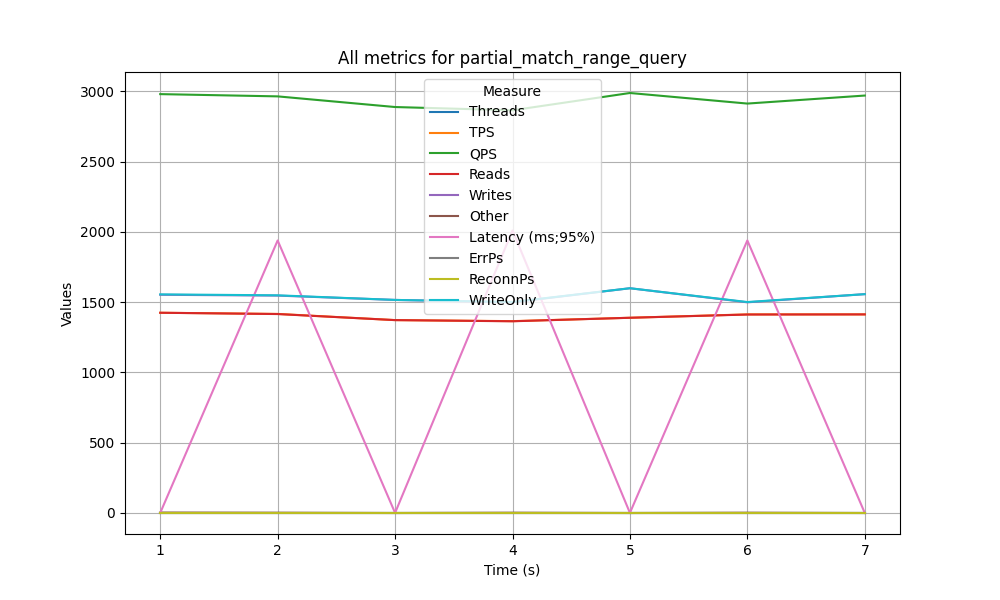 All metrics for partial_match_range_query
Measure
Threads
TPS
QPS
Reads
Writes
Other
Latency (ms;95%)
ErrPs
ReconnPs
WriteOnly
Values
3000
2500
2000
1500
1000
500
0
1 2 3 4 5 6 7
Time (s)